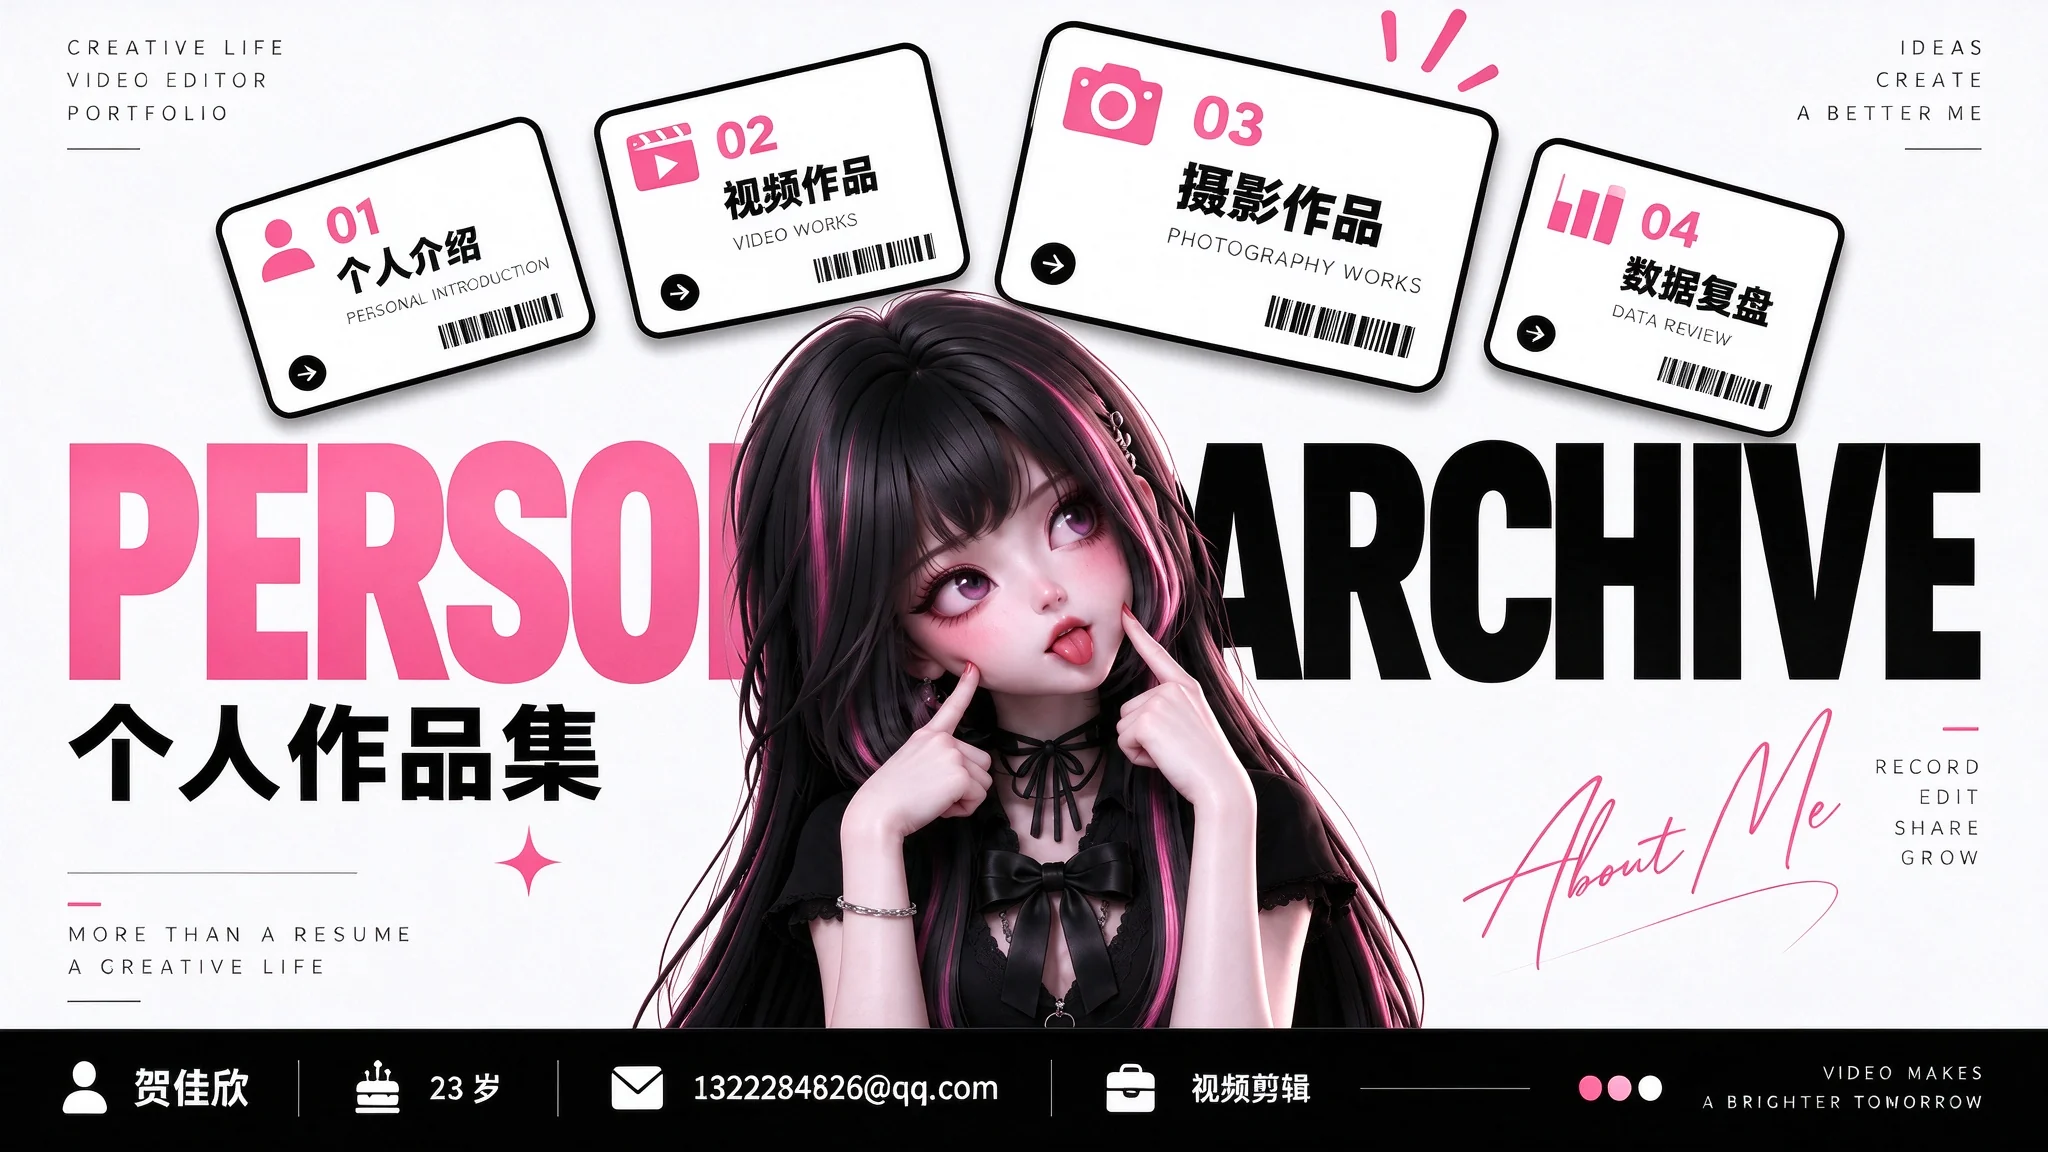 CREATIVE LIFE
VIDEO EDITOR
PORTFOLIO
IDEAS
CREATE
A BETTER ME
01
个人介绍
PERSONAL INTRODUCTION
02
视频作品
VIDEO WORKS
03
摄影作品
PHOTOGRAPHY WORKS
04
数据复盘
DATA REVIEW
PERSO ARCHIVE
个人作品集
About Me
RECORD
EDIT
SHARE
GROW
MORE THAN A RESUME
A CREATIVE LIFE
贺佳欣
23 岁
1322284826@qq.com
视频剪辑
VIDEO MAKES
A BRIGHTER TOMORROW